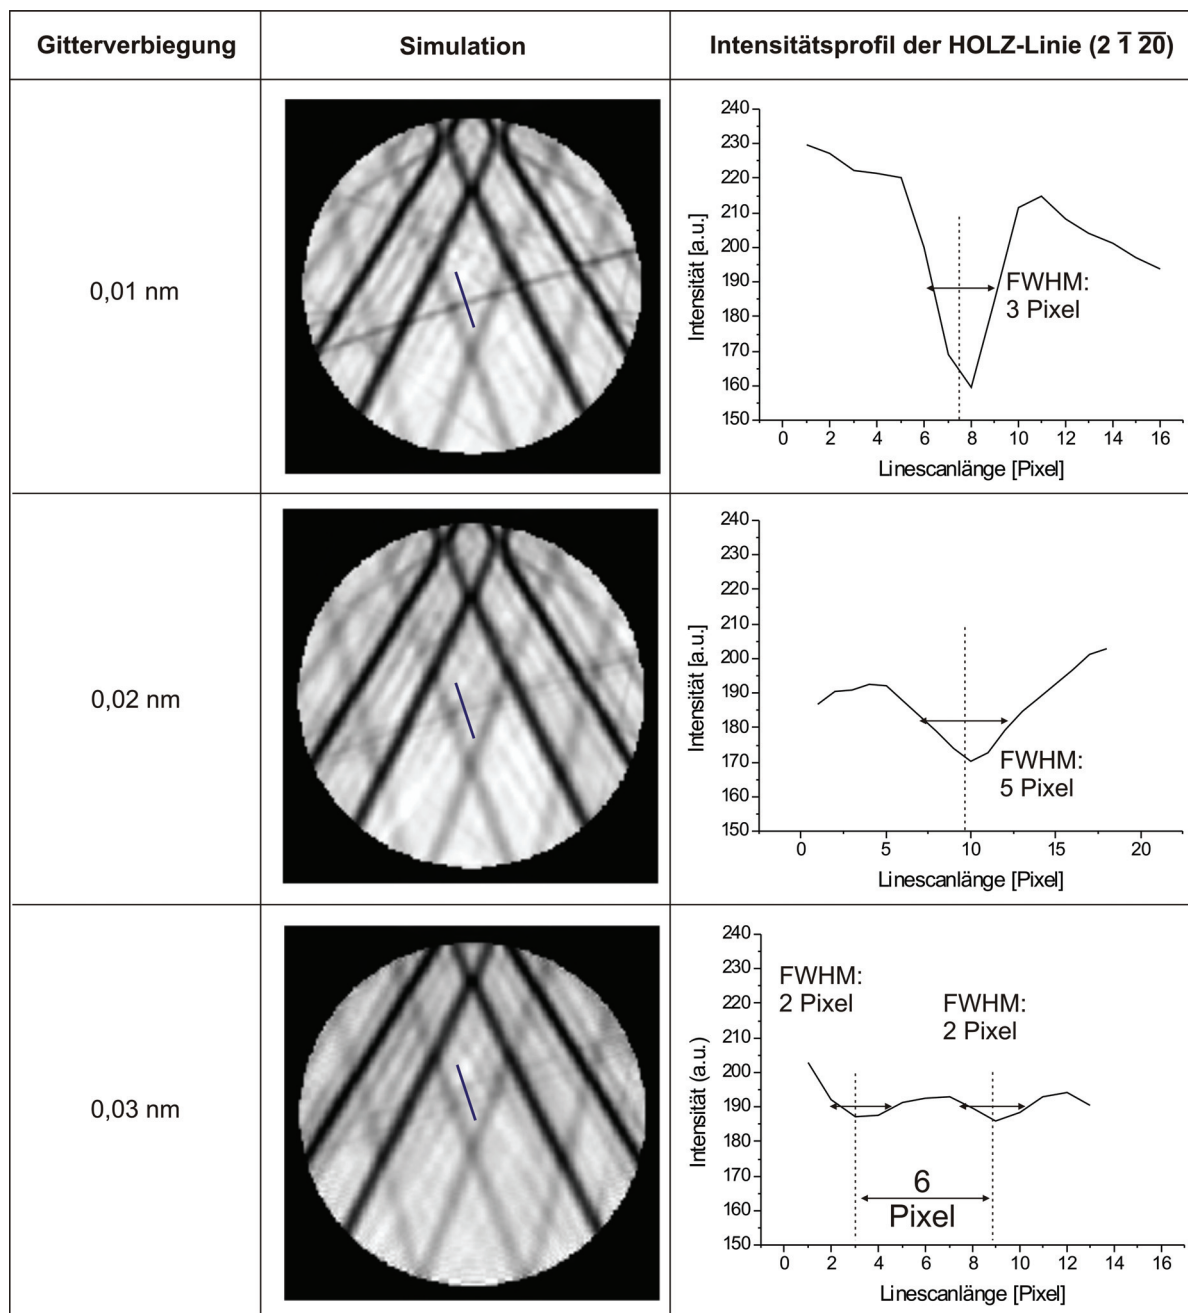 Gitterverbiegung
Simulation
Intensitätsprofil der HOLZ-Linie (2 1̅ 2̅0̅)
0,01 nm
240
230
220
210
200
190
180
170
160
150
Intensität [a.u.]
FWHM:
3 Pixel
0 2 4 6 8 10 12 14 16
Linescanlänge [Pixel]
0,02 nm
240
230
220
210
200
190
180
170
160
150
Intensität [a.u.]
FWHM:
5 Pixel
0 5 10 15 20
Linescanlänge [Pixel]
0,03 nm
240
230
220
210
200
190
180
170
160
150
Intensität (a.u.)
FWHM:
2 Pixel
FWHM:
2 Pixel
6
Pixel
0 2 4 6 8 10 12 14 16
Linescanlänge [Pixel]